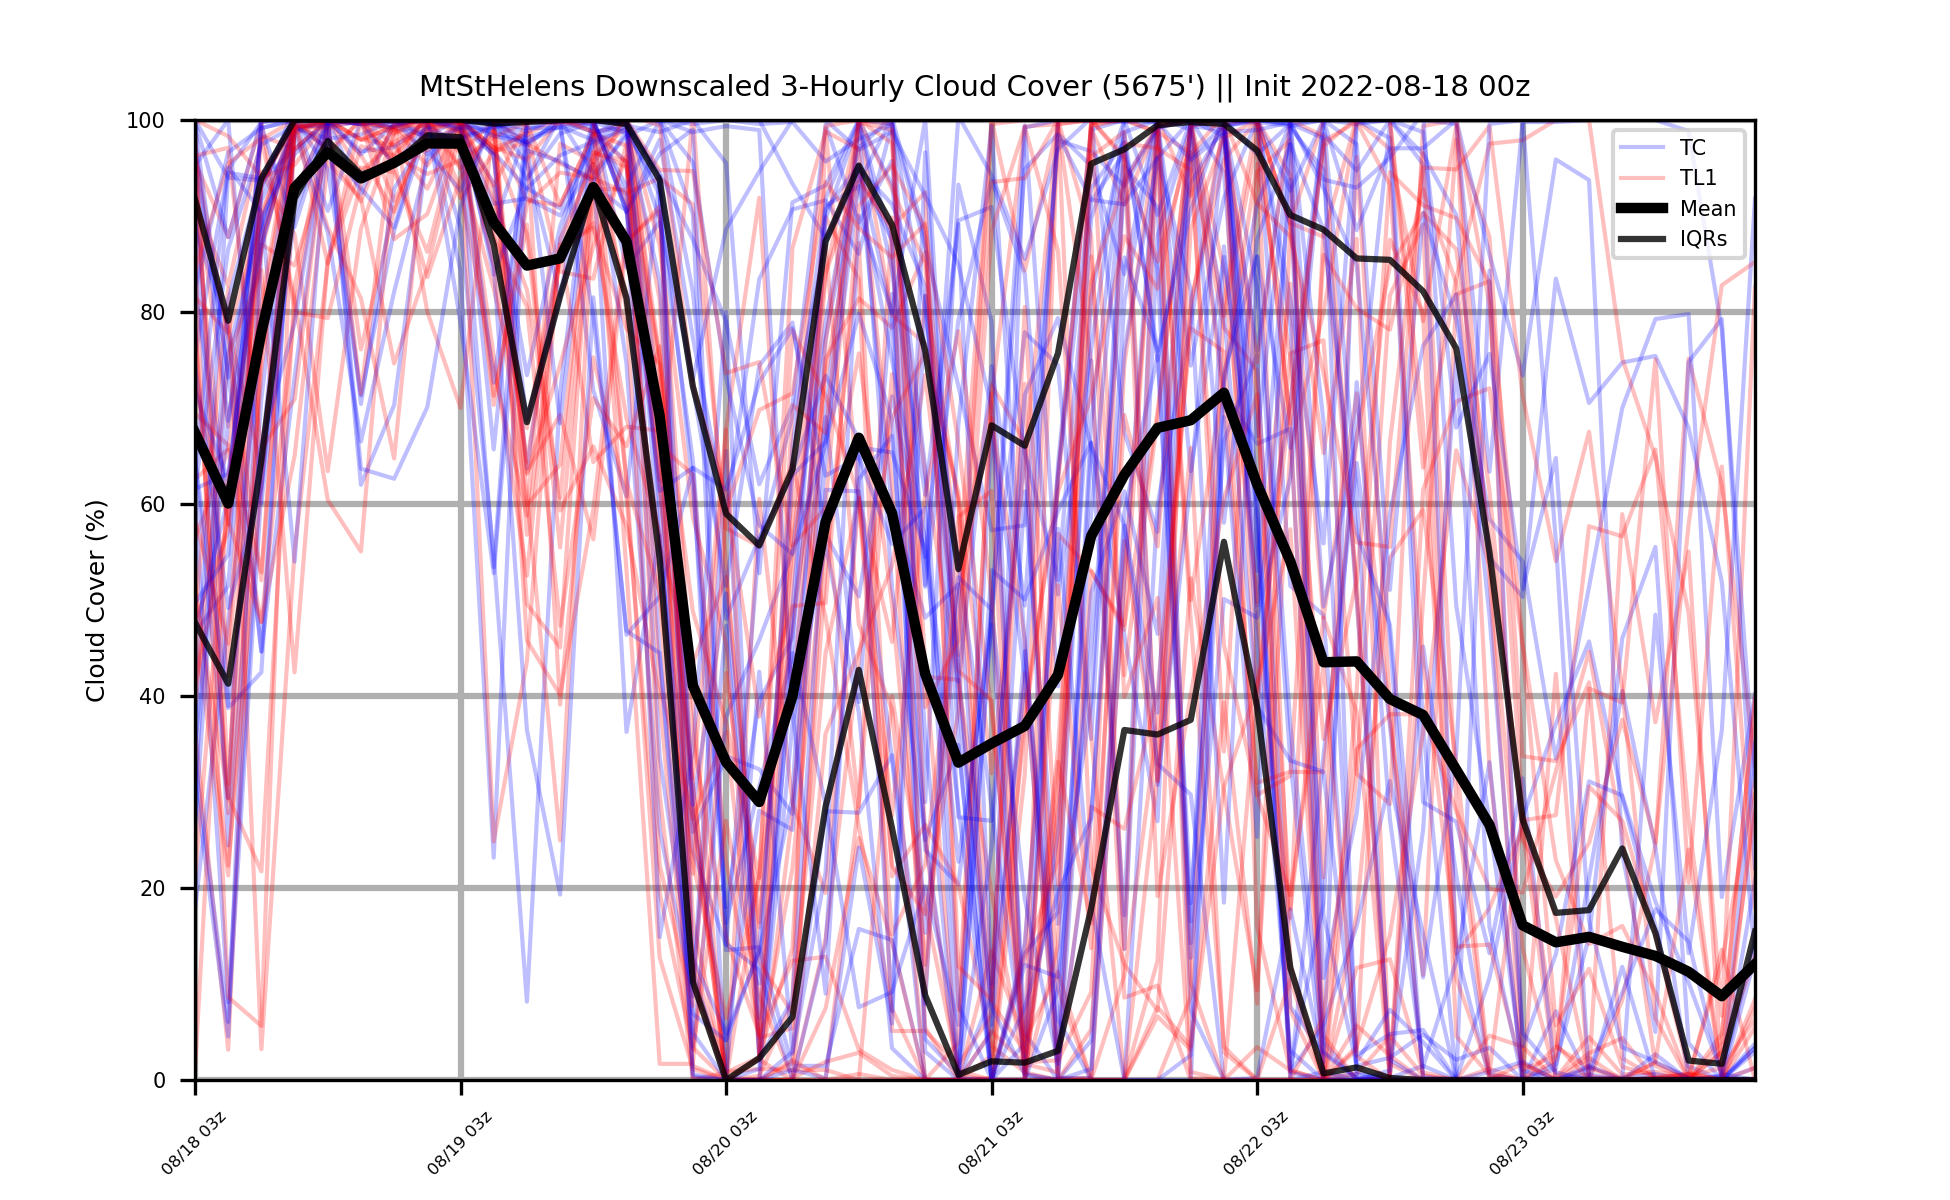 MtStHelens Downscaled 3-Hourly Cloud Cover (5675') || Init 2022-08-18 00z
Cloud Cover (%)
100
80
60
40
20
0
TC
TL1
Mean
IQRs
08/18 03z
08/19 03z
08/20 03z
08/21 03z
08/22 03z
08/23 03z